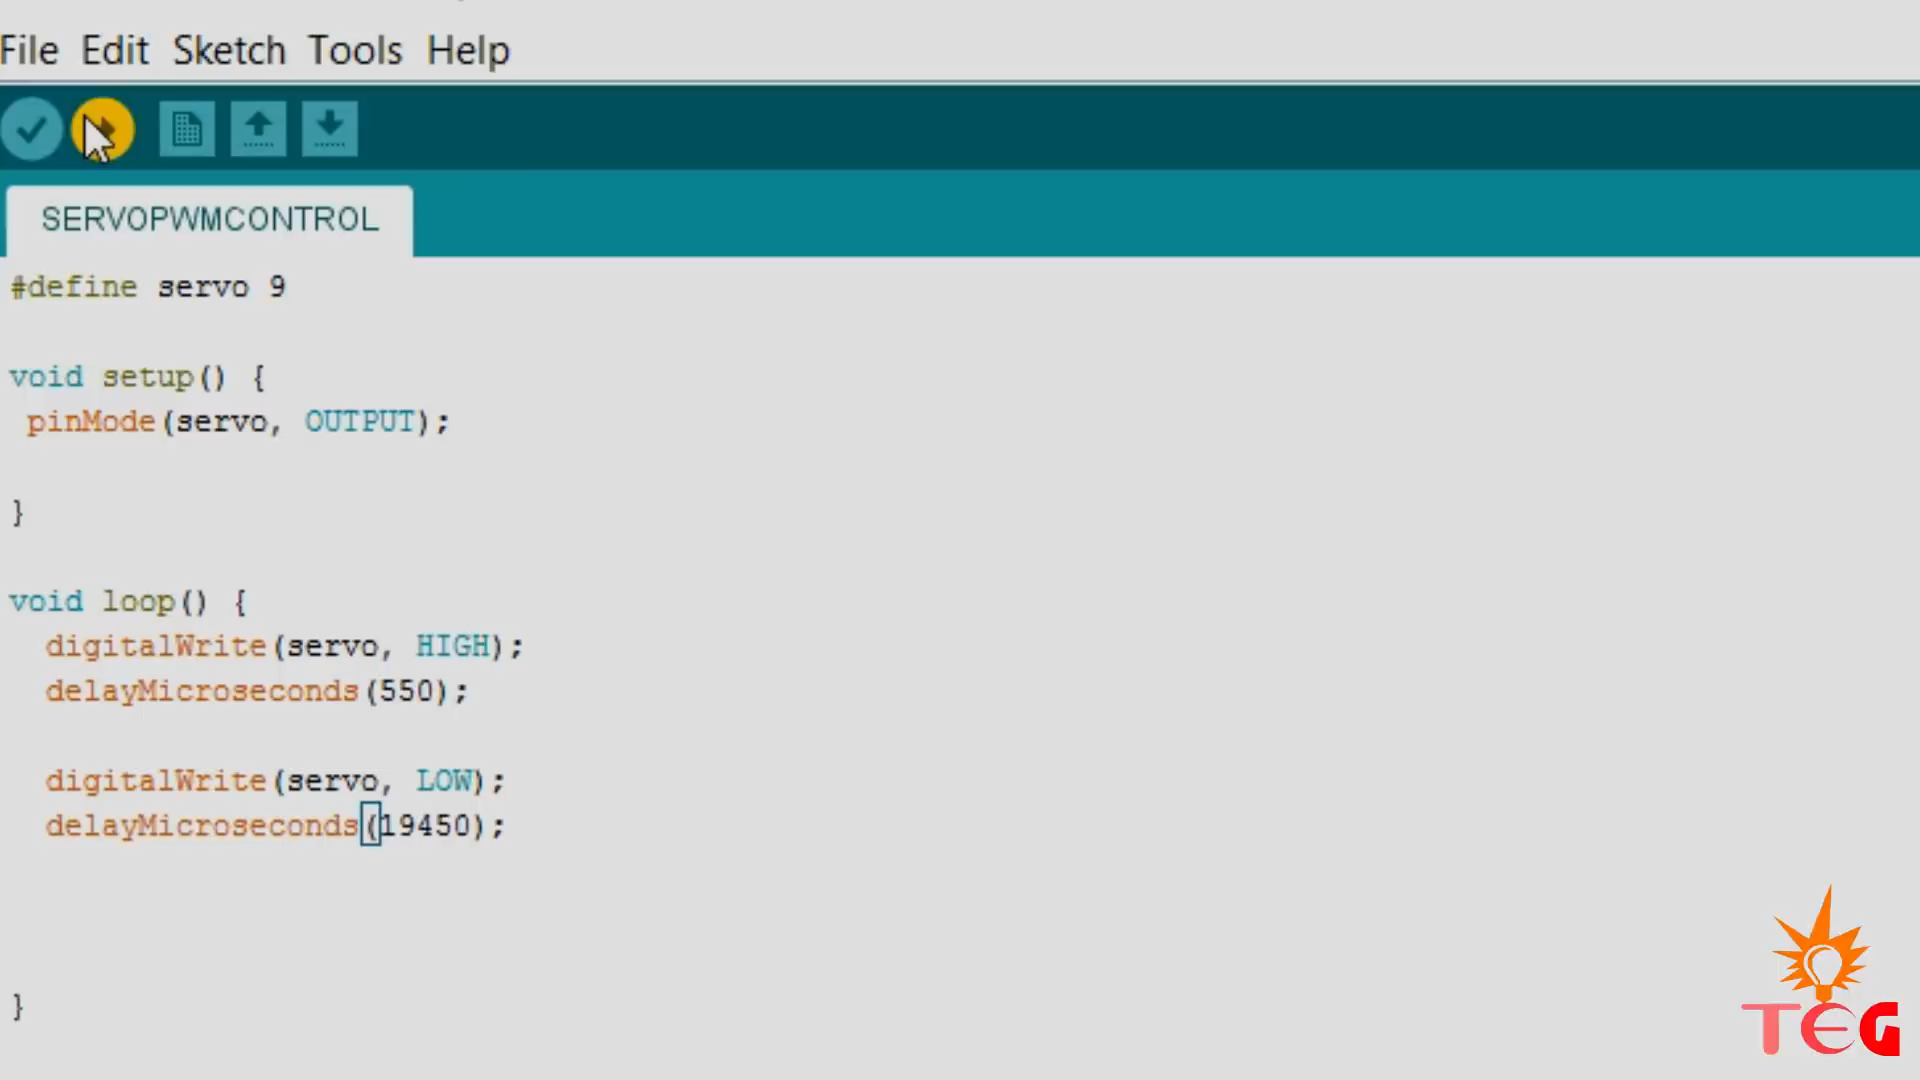 File Edit Sketch Tools Help
SERVOPWMCONTROL
#define servo 9
void setup() {
pinMode(servo, OUTPUT);
}
void loop() {
digitalWrite(servo, HIGH);
delayMicroseconds(550);
digitalWrite(servo, LOW);
delayMicroseconds(19450);
}
TEG